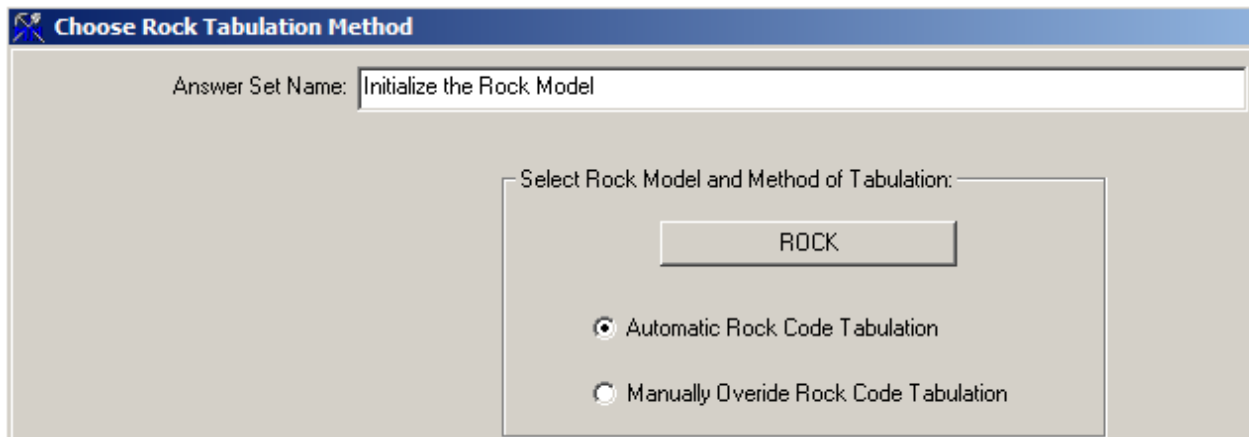 Choose Rock Tabulation Method
Answer Set Name: Initialize the Rock Model
Select Rock Model and Method of Tabulation:
ROCK
Automatic Rock Code Tabulation
Manually Overide Rock Code Tabulation